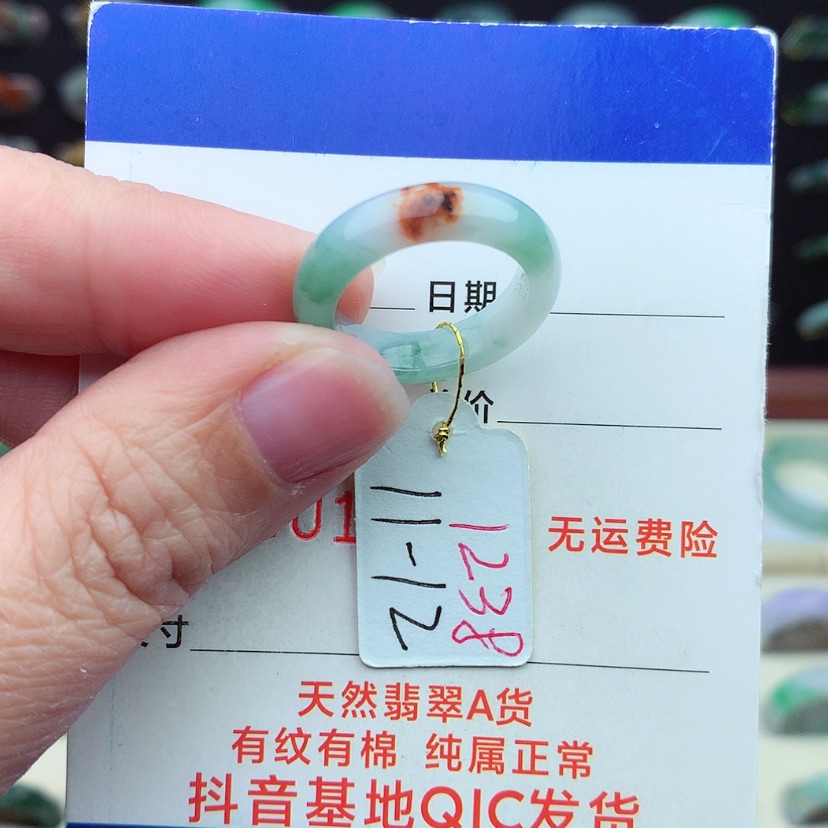 日期
价
01
无运费险
寸
11-12
1238
天然翡翠A货
有纹有棉 纯属正常
抖音基地QIC发货